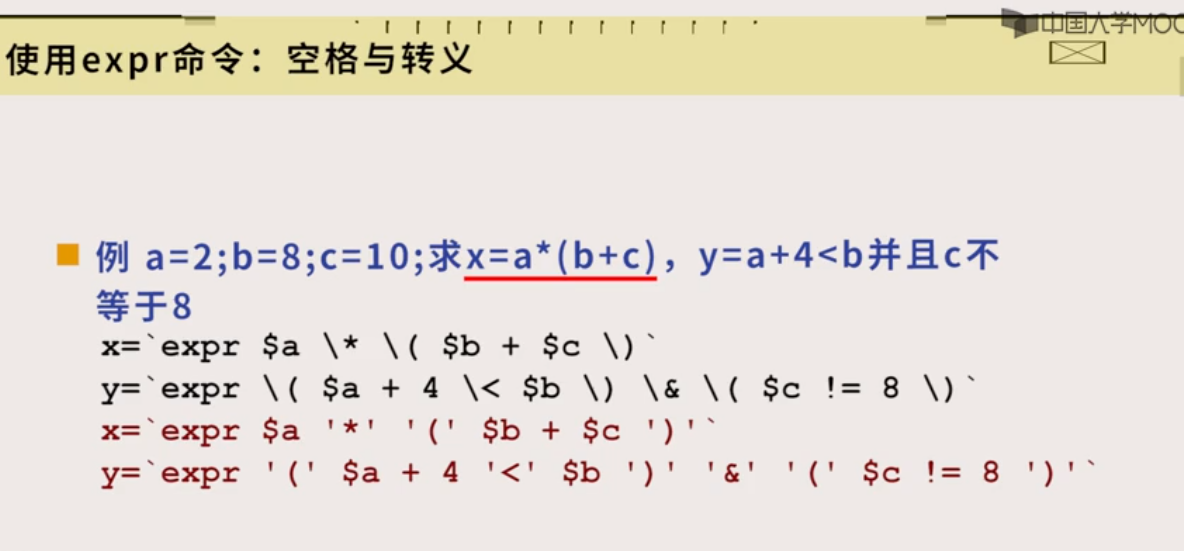 中国大学MOO
使用expr命令：空格与转义
例 a=2;b=8;c=10;求x=a*(b+c)，y=a+4<b并且c不
等于8
x=`expr $a \* \( $b + $c \)`
y=`expr \( $a + 4 \< $b \) \& \( $c != 8 \)`
x=`expr $a '*' '(' $b + $c ')'`
y=`expr '(' $a + 4 '<' $b ')' '&' '(' $c != 8 ')'`